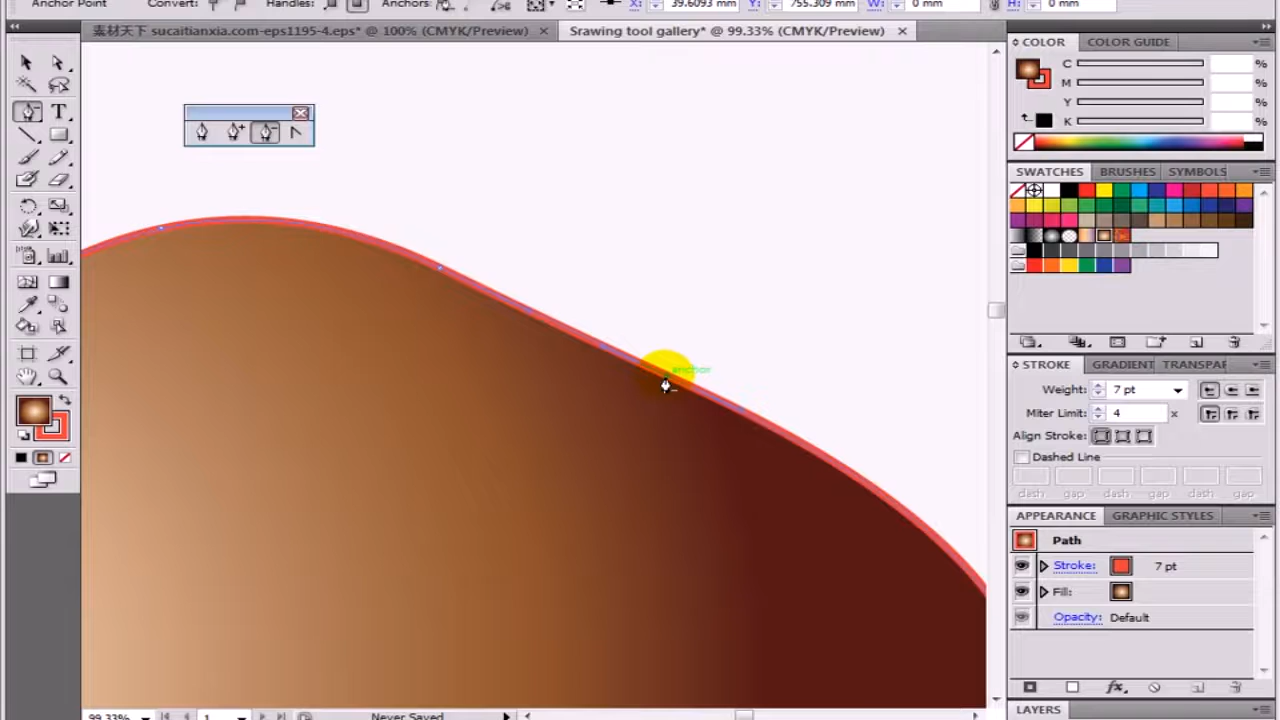 Anchor Point Convert: Handles: Anchors: X: 39.6093 mm Y: 755.309 mm W: 0 mm H: 0 mm
素材天下 sucaitianxia.com-eps1195-4.eps* @ 100% (CMYK/Preview)
Srawing tool gallery* @ 99.33% (CMYK/Preview)
T
anchor
99.33%
1
Never Saved
COLOR COLOR GUIDE
C %
M %
Y %
K %
SWATCHES BRUSHES SYMBOLS
STROKE GRADIENT TRANSPAR
Weight: 7 pt
Miter Limit: 4 x
Align Stroke:
Dashed Line
dash gap dash gap dash gap
APPEARANCE GRAPHIC STYLES
Path
Stroke: 7 pt
Fill:
Opacity: Default
fx
LAYERS